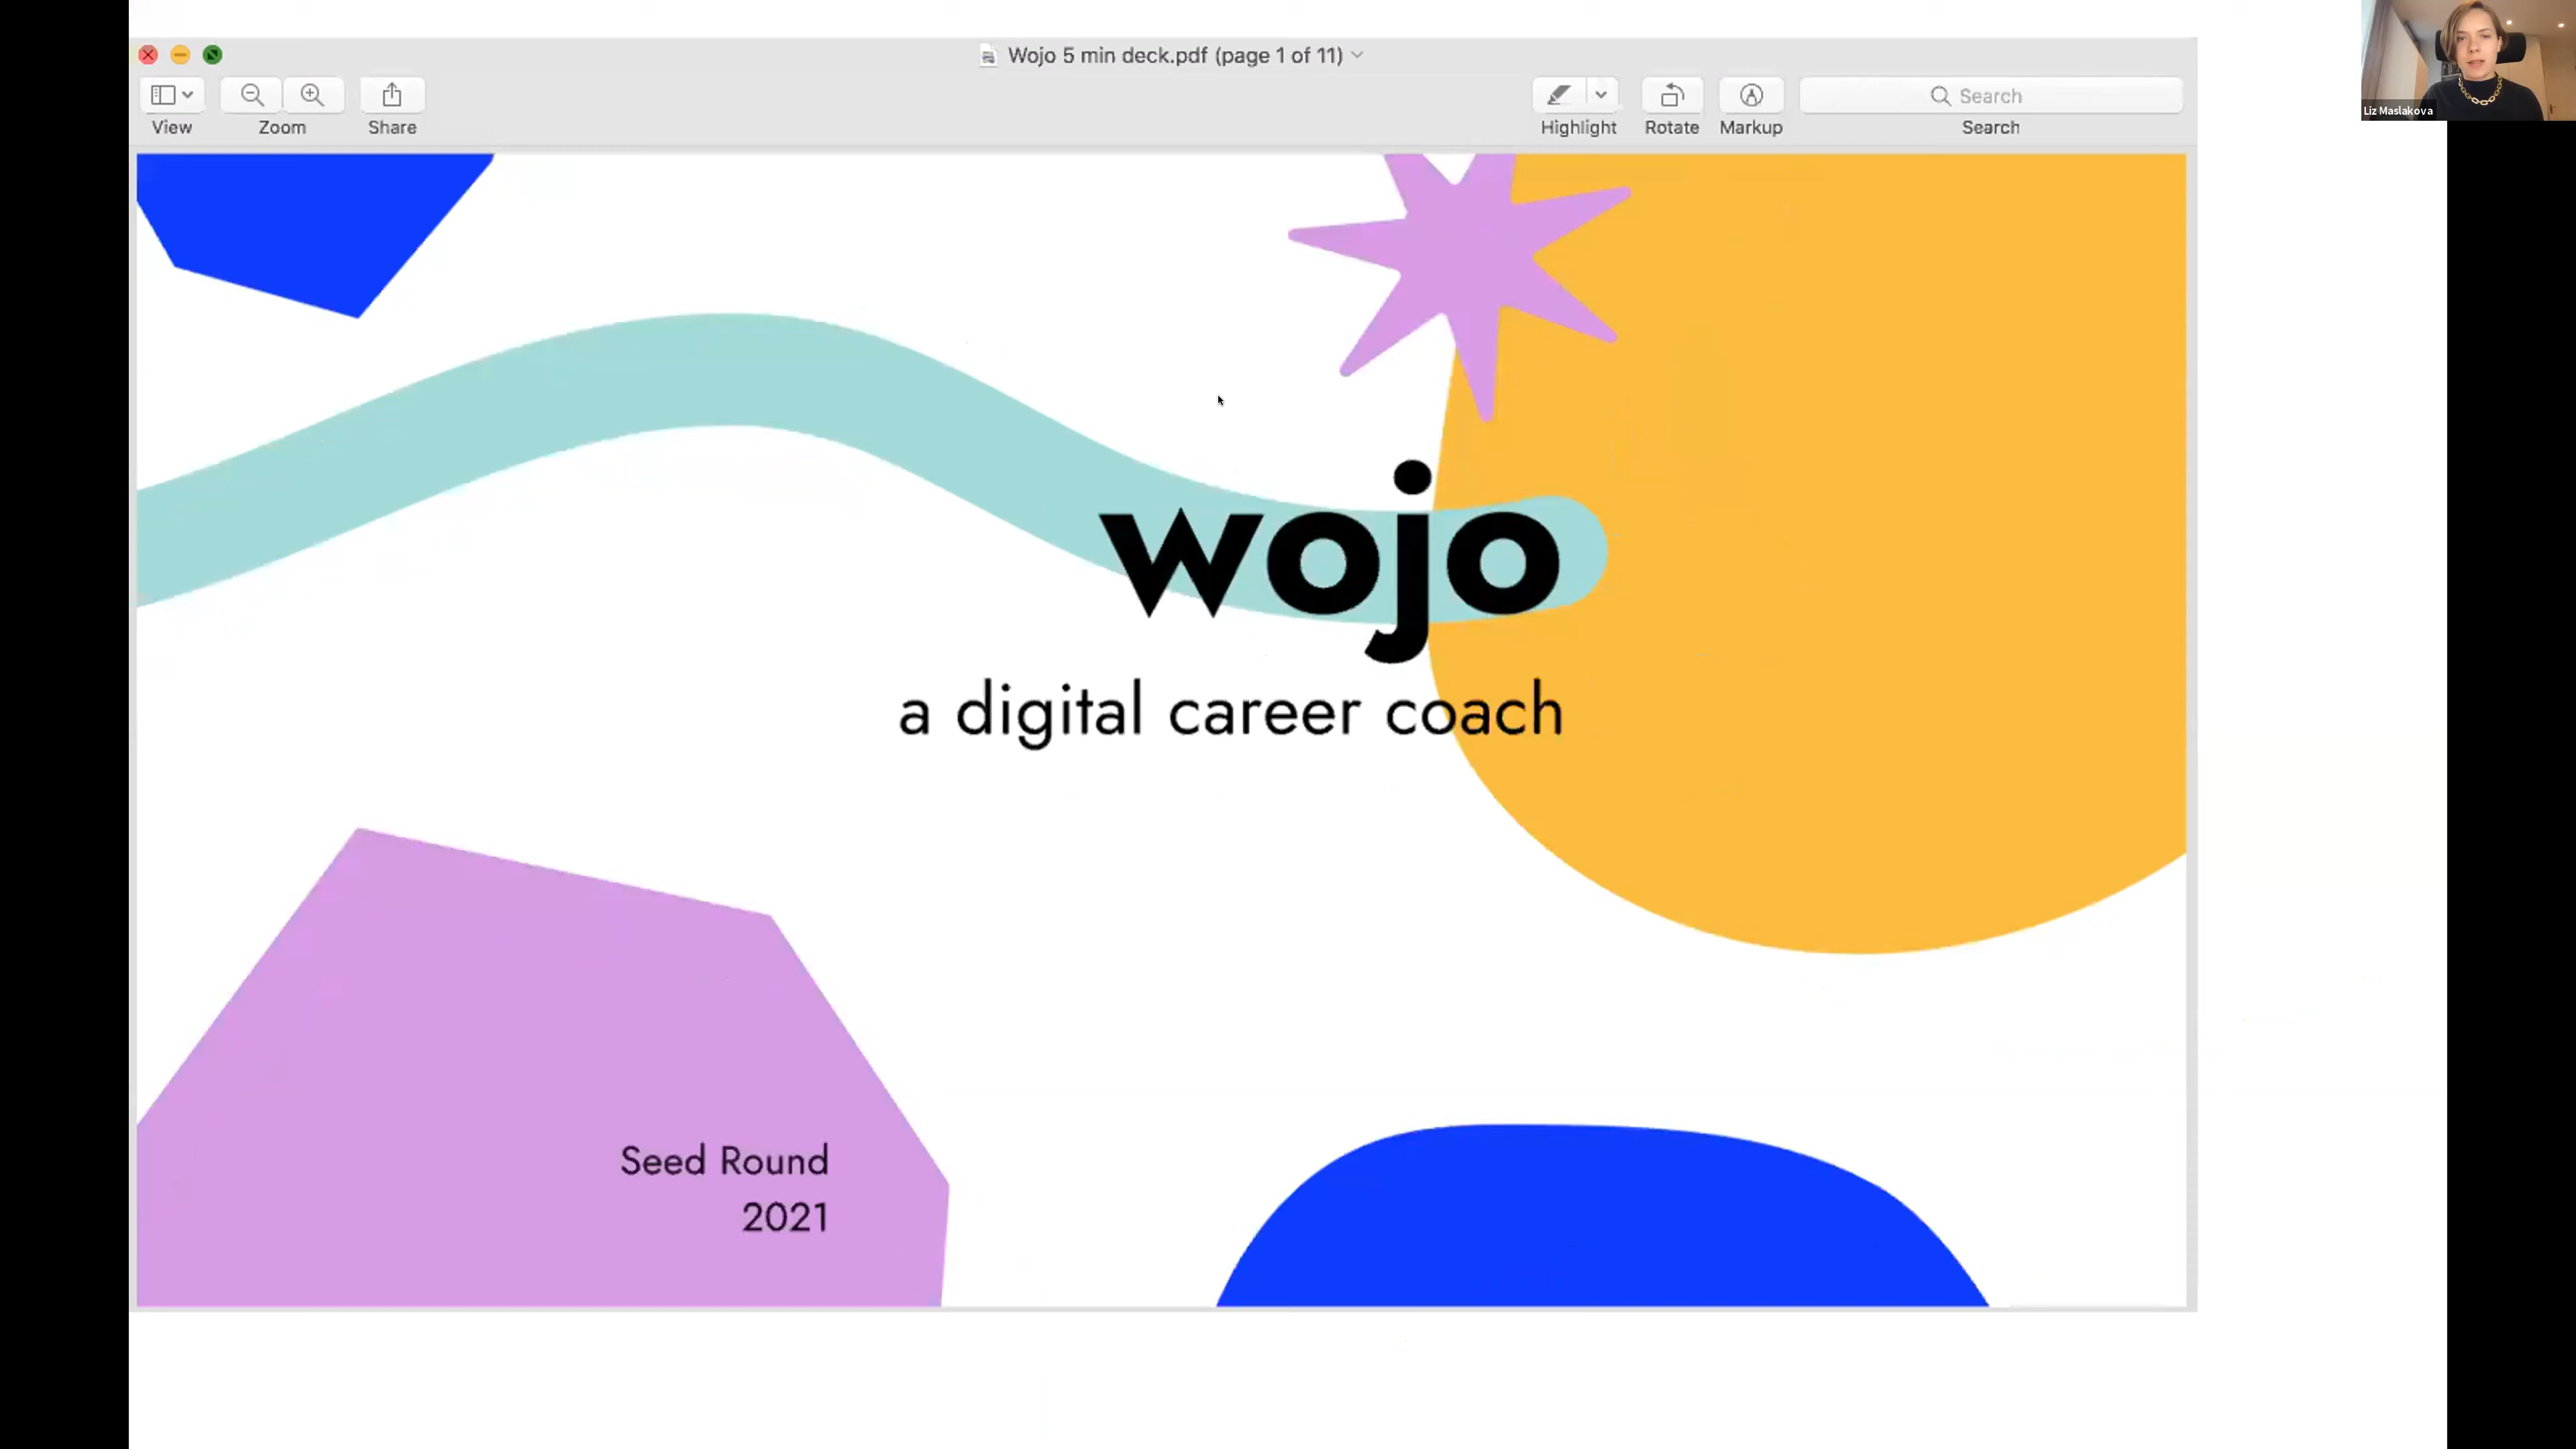 Wojo 5 min deck.pdf (page 1 of 11)
View
Zoom
Share
Highlight
Rotate
Markup
Search
Search
Liz Maslakova
wojo
a digital career coach
Seed Round
2021